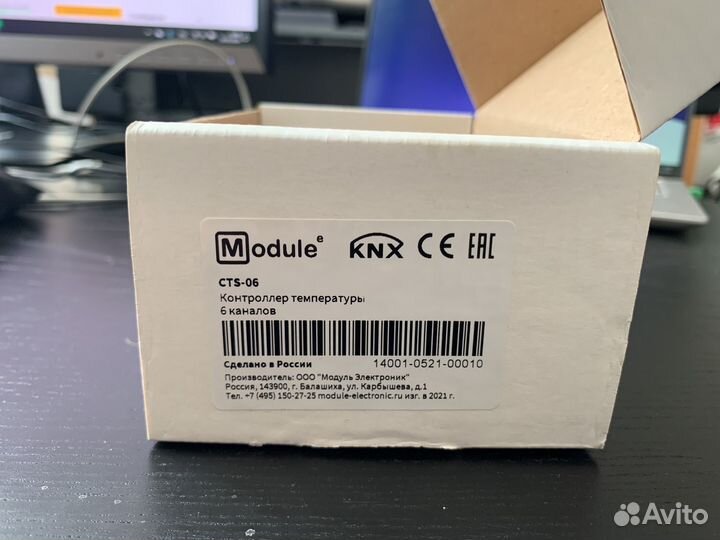 Module e KNX CE EAC
CTS-06
Контроллер температуры
6 каналов
Сделано в России 14001-0521-00010
Производитель: ООО "Модуль Электроник"
Россия, 143900, г. Балашиха, ул. Карбышева, д.1
Тел. +7 (495) 150-27-25 module-electronic.ru изг. в 2021 г.
Avito